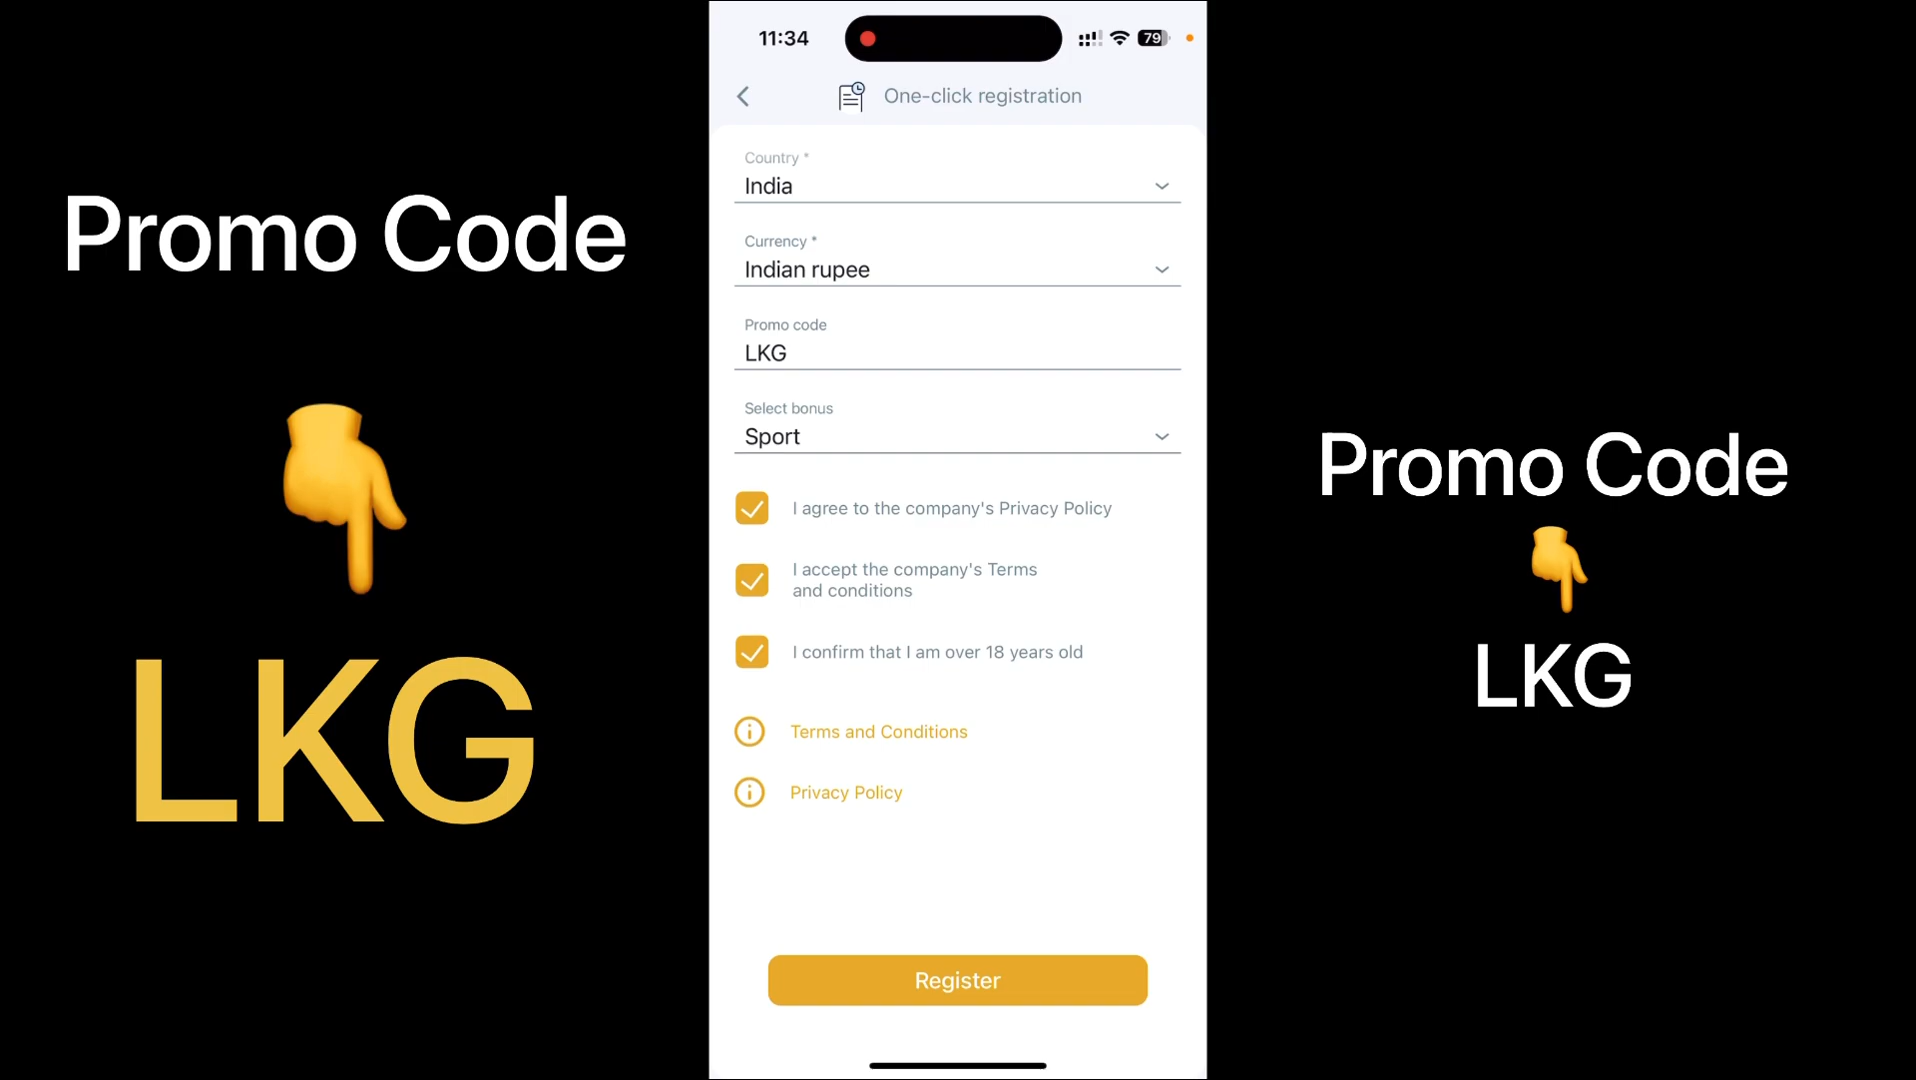 Promo Code
LKG
11:34
79
One-click registration
Country *
India
Currency *
Indian rupee
Promo code
LKG
Select bonus
Sport
I agree to the company's Privacy Policy
I accept the company's Terms
and conditions
I confirm that I am over 18 years old
Terms and Conditions
Privacy Policy
Register
Promo Code
LKG